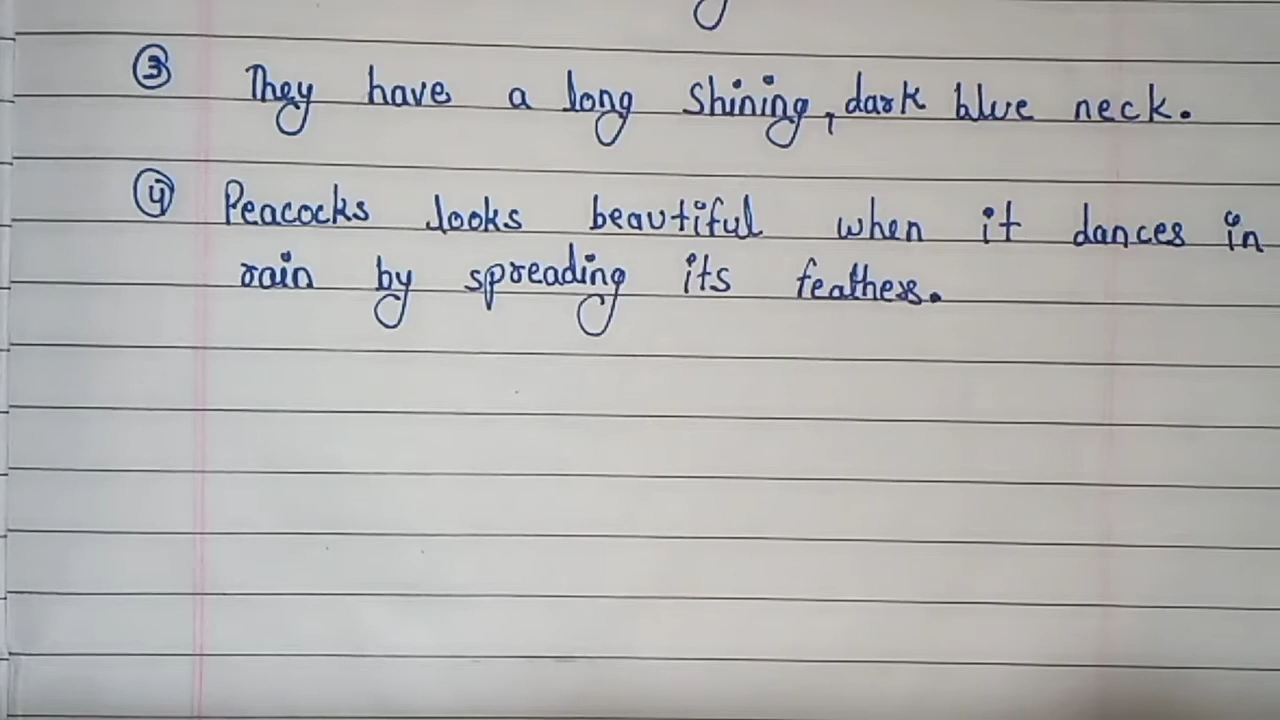 ③ They have a long shining, dark blue neck.
④ Peacocks looks beautiful when it dances in
rain by spreading its feathers.